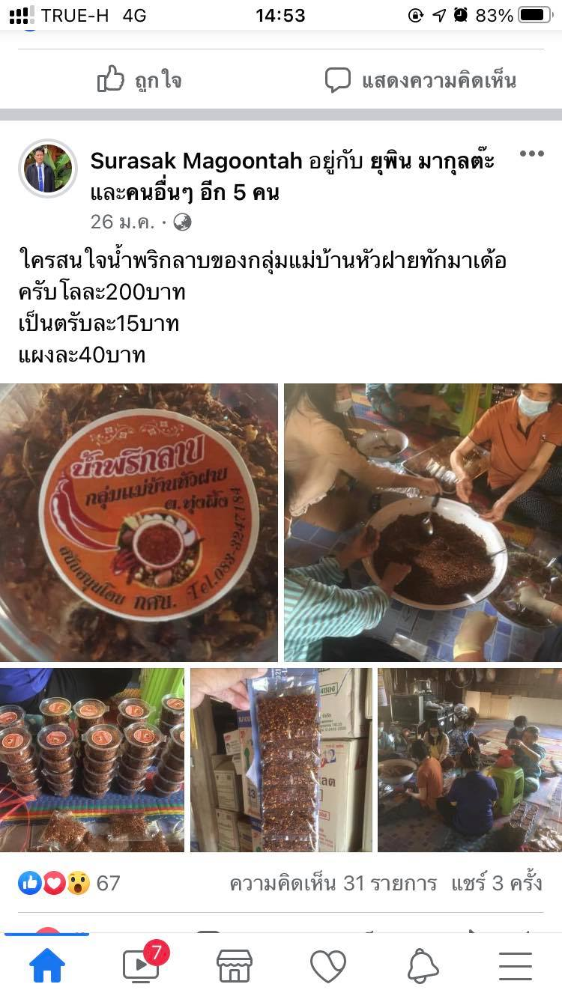 TRUE-H 4G 14:53 83%
ถูกใจ แสดงความคิดเห็น
Surasak Magoontah อยู่กับ ยุพิน มากุลต๊ะ
และคนอื่นๆ อีก 5 คน
26 ม.ค. ·
ใครสนใจน้ำพริกลาบของกลุ่มแม่บ้านหัวฝายทักมาเด้อ
ครับโลละ200บาท
เป็นตรับละ15บาท
แผงละ40บาท
น้ำพริกลาบ
กลุ่มแม่บ้านหัวฝาย
ต.ทุ่งผึ้ง
สนับสนุนโดย กศน. Tel.083-3247184
67 ความคิดเห็น 31 รายการ แชร์ 3 ครั้ง
7